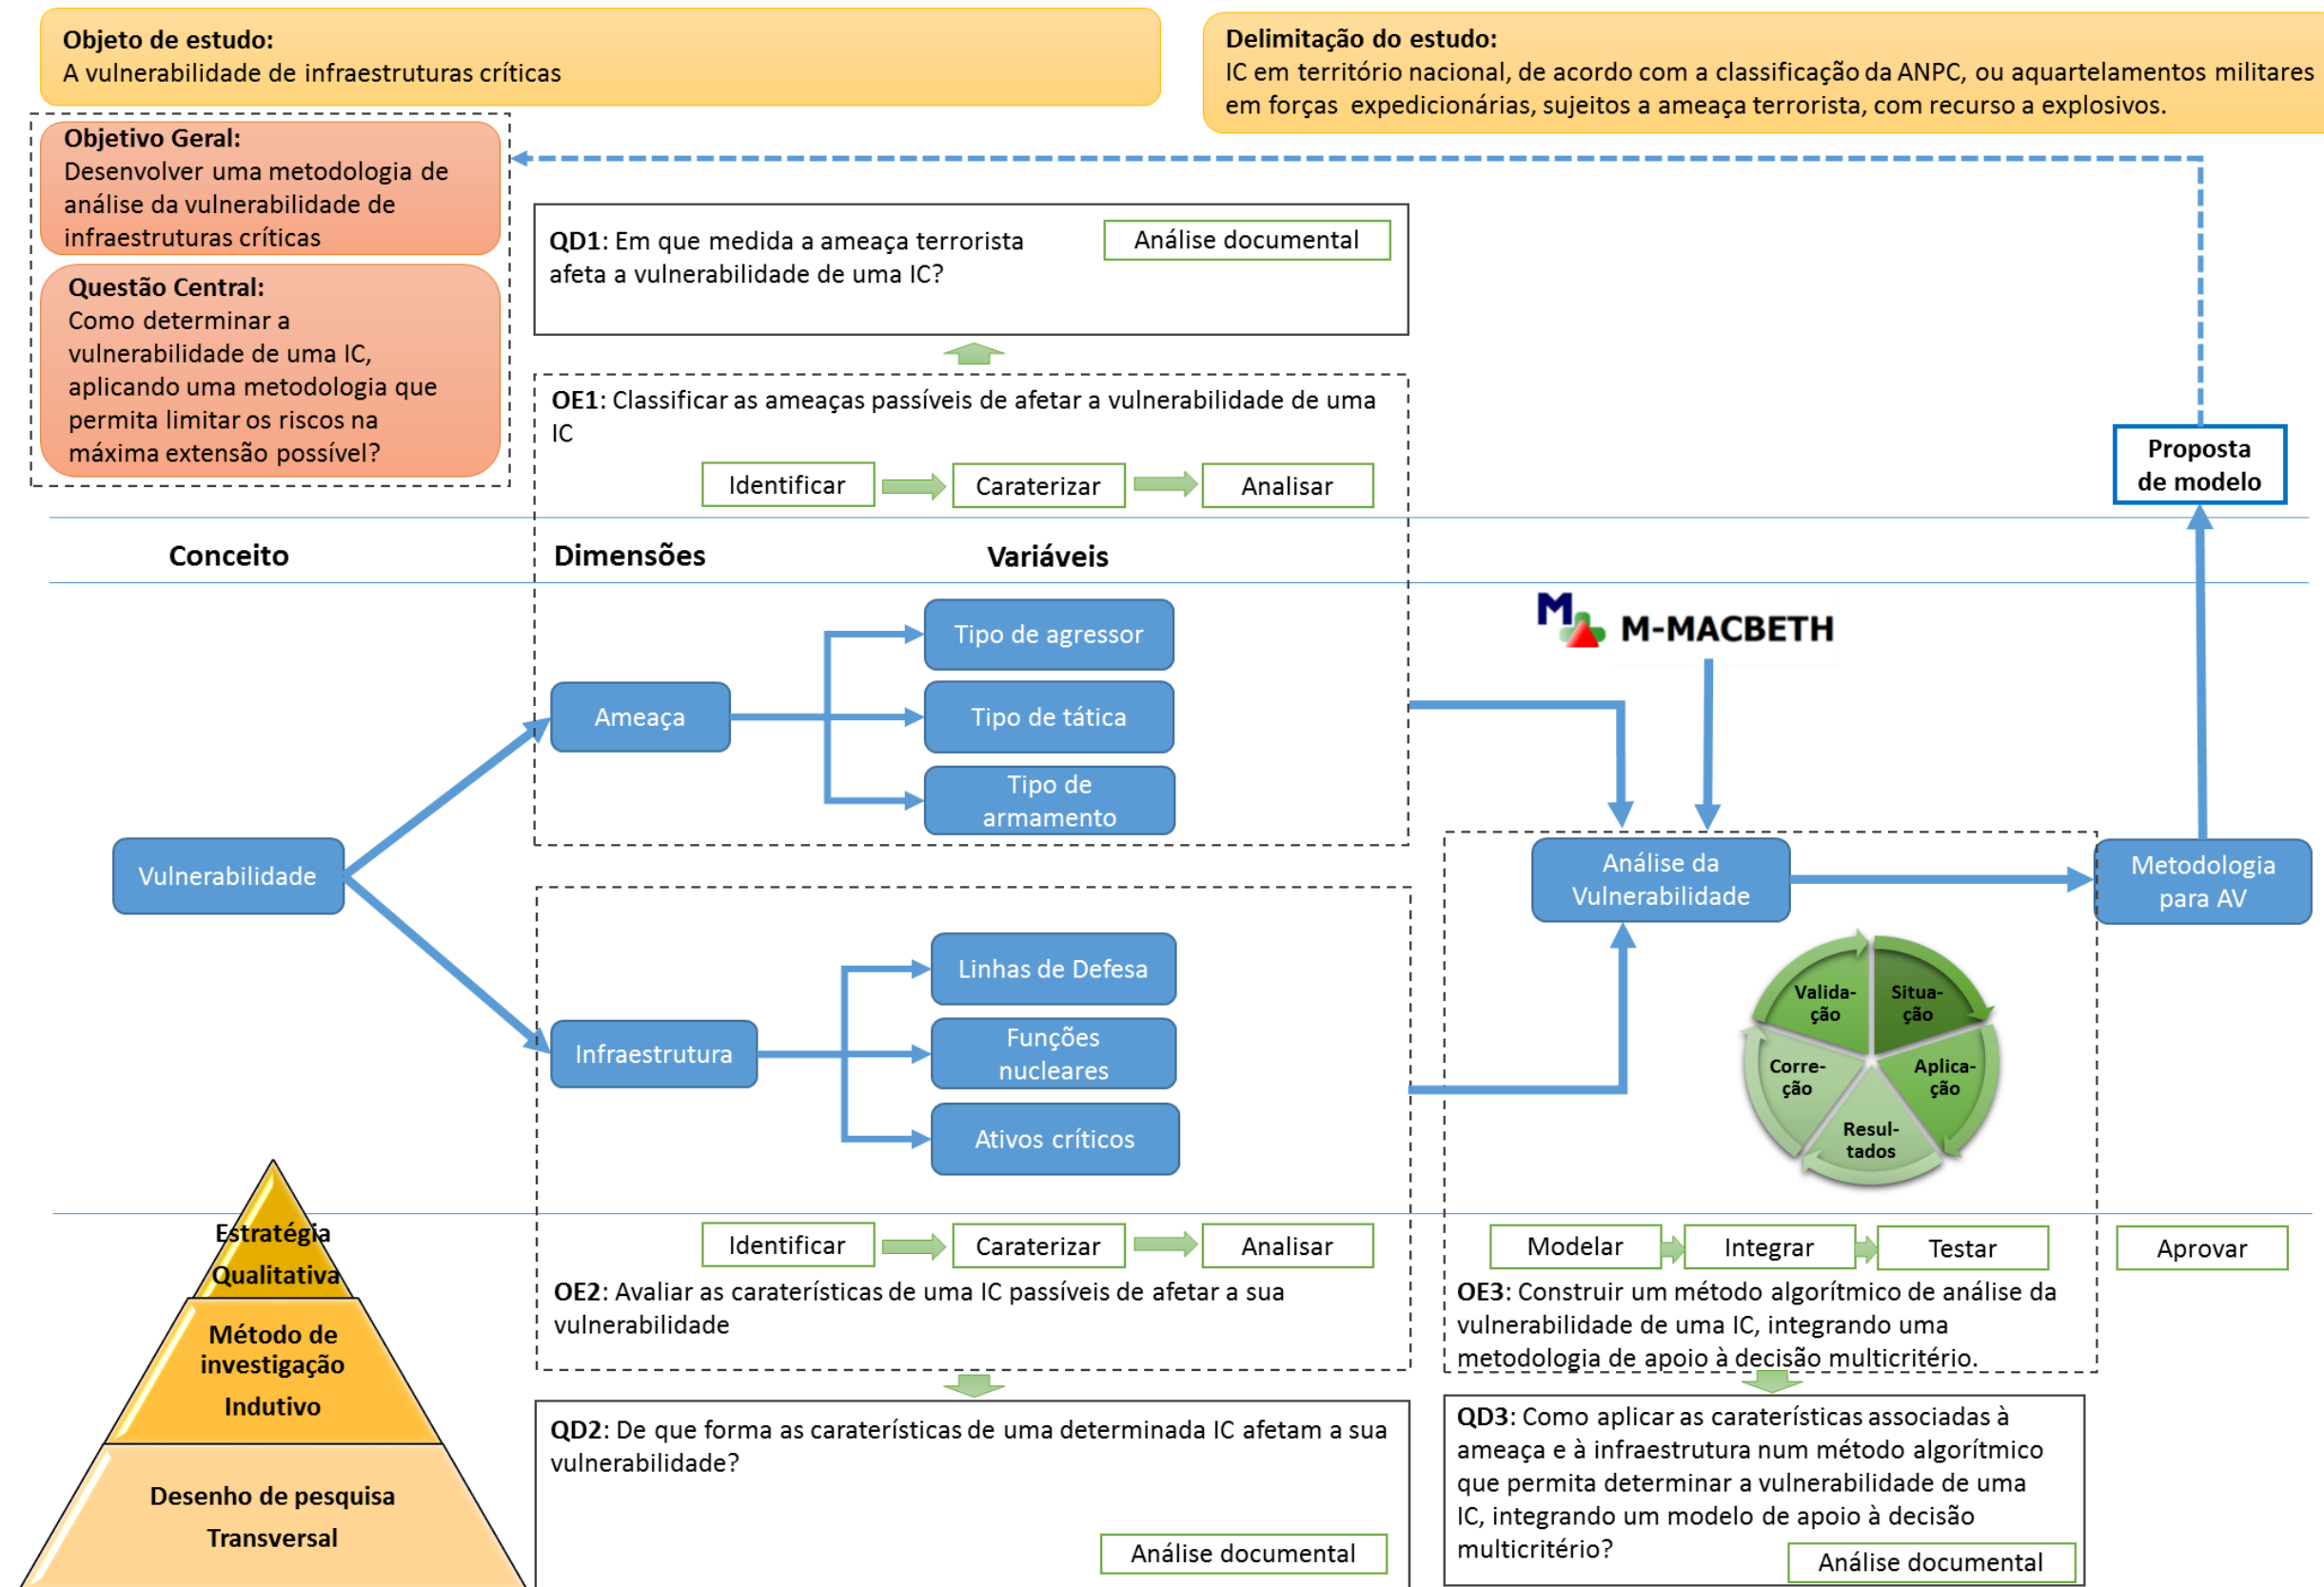 Objeto de estudo:
A vulnerabilidade de infraestruturas críticas
Delimitação do estudo:
IC em território nacional, de acordo com a classificação da ANPC, ou aquartelamentos militares
em forças expedicionárias, sujeitos a ameaça terrorista, com recurso a explosivos.
Objetivo Geral:
Desenvolver uma metodologia de
análise da vulnerabilidade de
infraestruturas críticas
Questão Central:
Como determinar a
vulnerabilidade de uma IC,
aplicando uma metodologia que
permita limitar os riscos na
máxima extensão possível?
QD1: Em que medida a ameaça terrorista
afeta a vulnerabilidade de uma IC?
Análise documental
OE1: Classificar as ameaças passíveis de afetar a vulnerabilidade de uma
IC
Identificar
Caraterizar
Analisar
Proposta
de modelo
Conceito
Dimensões
Variáveis
M M-MACBETH
Tipo de agressor
Ameaça
Tipo de tática
Tipo de
armamento
Vulnerabilidade
Análise da
Vulnerabilidade
Metodologia
para AV
Linhas de Defesa
Infraestrutura
Funções
nucleares
Ativos críticos
Valida-
ção
Situa-
ção
Corre-
ção
Aplica-
ção
Resul-
tados
Estratégia
Qualitativa
Método de
investigação
Indutivo
Desenho de pesquisa
Transversal
Identificar
Caraterizar
Analisar
OE2: Avaliar as caraterísticas de uma IC passíveis de afetar a sua
vulnerabilidade
Modelar
Integrar
Testar
Aprovar
OE3: Construir um método algorítmico de análise da
vulnerabilidade de uma IC, integrando uma
metodologia de apoio à decisão multicritério.
QD2: De que forma as caraterísticas de uma determinada IC afetam a sua
vulnerabilidade?
Análise documental
QD3: Como aplicar as caraterísticas associadas à
ameaça e à infraestrutura num método algorítmico
que permita determinar a vulnerabilidade de uma
IC, integrando um modelo de apoio à decisão
multicritério?
Análise documental